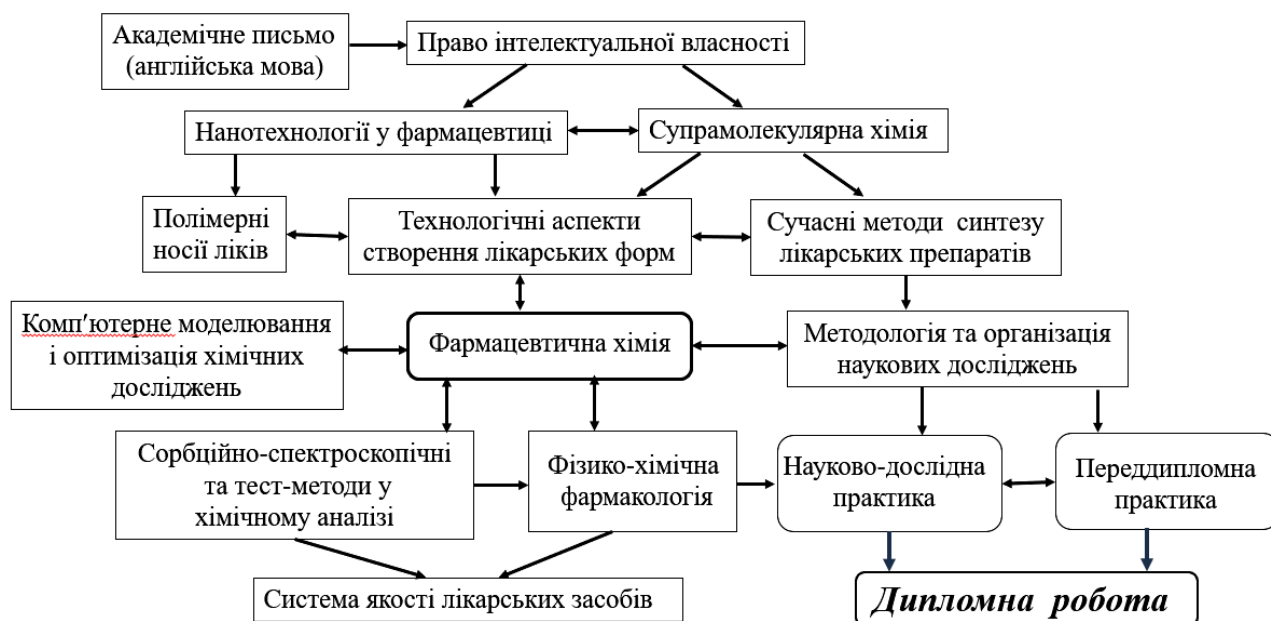 Академічне письмо
(англійська мова)
Право інтелектуальної власності
Нанотехнології у фармацевтиці
Супрамолекулярна хімія
Полімерні
носії ліків
Технологічні аспекти
створення лікарських форм
Сучасні методи синтезу
лікарських препаратів
Комп′ютерне моделювання
і оптимізація хімічних
досліджень
Фармацевтична хімія
Методологія та організація
наукових досліджень
Сорбційно-спектроскопічні
та тест-методи у
хімічному аналізі
Фізико-хімічна
фармакологія
Науково-дослідна
практика
Переддипломна
практика
Система якості лікарських засобів
Дипломна робота